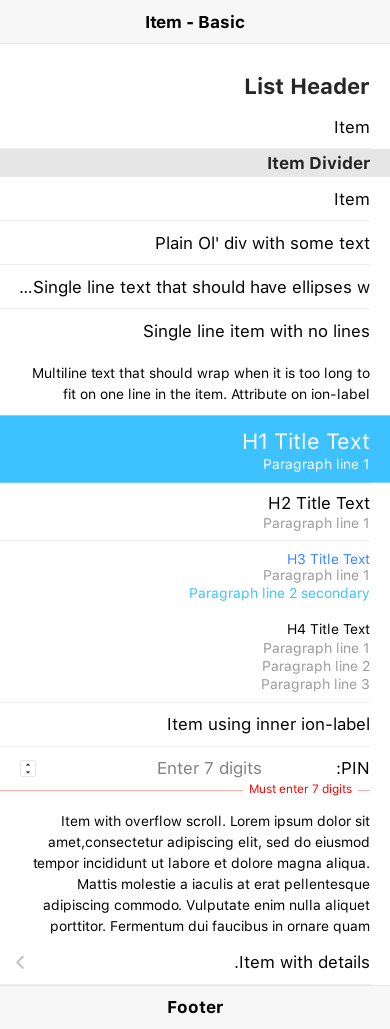 Item - Basic
List Header
Item
Item Divider
Item
Plain Ol' div with some text
...Single line text that should have ellipses w
Single line item with no lines
Multiline text that should wrap when it is too long to
fit on one line in the item. Attribute on ion-label
H1 Title Text
Paragraph line 1
H2 Title Text
Paragraph line 1
H3 Title Text
Paragraph line 1
Paragraph line 2 secondary
H4 Title Text
Paragraph line 1
Paragraph line 2
Paragraph line 3
Item using inner ion-label
Enter 7 digits :PIN
Must enter 7 digits
Item with overflow scroll. Lorem ipsum dolor sit
amet,consectetur adipiscing elit, sed do eiusmod
tempor incididunt ut labore et dolore magna aliqua.
Mattis molestie a iaculis at erat pellentesque
adipiscing commodo. Vulputate enim nulla aliquet
porttitor. Fermentum dui faucibus in ornare quam
.Item with details
Footer